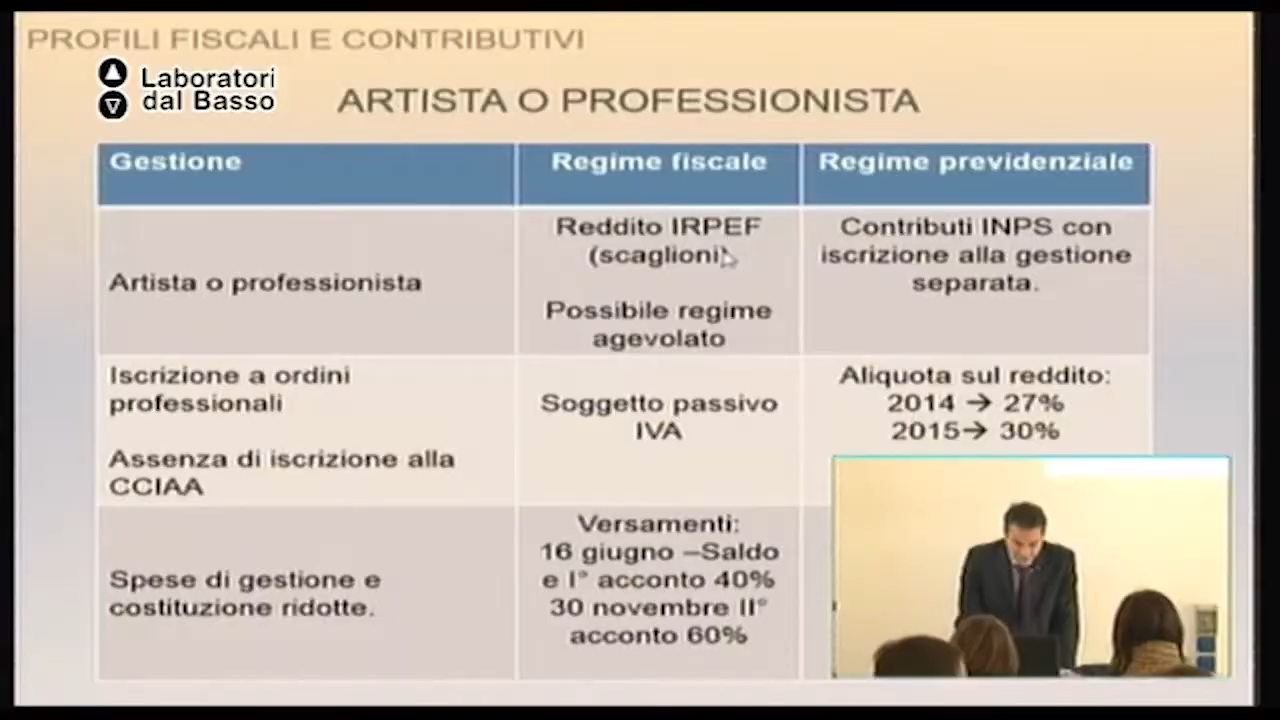 PROFILI FISCALI E CONTRIBUTIVI
Laboratori
dal Basso
ARTISTA O PROFESSIONISTA
Gestione
Regime fiscale
Regime previdenziale
Artista o professionista
Reddito IRPEF
(scaglioni)
Possibile regime
agevolato
Contributi INPS con
iscrizione alla gestione
separata.
Iscrizione a ordini
professionali
Assenza di iscrizione alla
CCIAA
Soggetto passivo
IVA
Aliquota sul reddito:
2014 → 27%
2015→ 30%
Spese di gestione e
costituzione ridotte.
Versamenti:
16 giugno –Saldo
e I° acconto 40%
30 novembre II°
acconto 60%